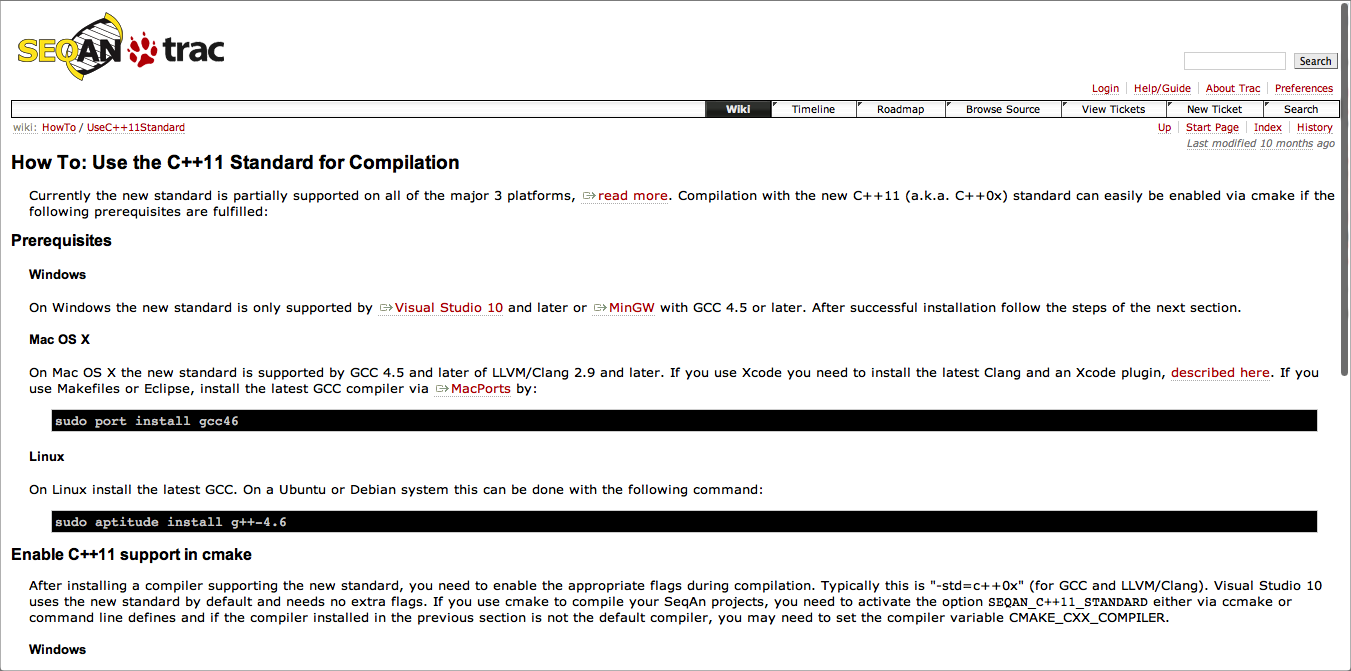 SEQAN trac
Search
Login Help/Guide About Trac Preferences
Wiki Timeline Roadmap Browse Source View Tickets New Ticket Search
wiki: HowTo / UseC++11Standard
Up Start Page Index History
Last modified 10 months ago
How To: Use the C++11 Standard for Compilation
Currently the new standard is partially supported on all of the major 3 platforms, read more. Compilation with the new C++11 (a.k.a. C++0x) standard can easily be enabled via cmake if the
following prerequisites are fulfilled:
Prerequisites
Windows
On Windows the new standard is only supported by Visual Studio 10 and later or MinGW with GCC 4.5 or later. After successful installation follow the steps of the next section.
Mac OS X
On Mac OS X the new standard is supported by GCC 4.5 and later of LLVM/Clang 2.9 and later. If you use Xcode you need to install the latest Clang and an Xcode plugin, described here. If you
use Makefiles or Eclipse, install the latest GCC compiler via MacPorts by:
sudo port install gcc46
Linux
On Linux install the latest GCC. On a Ubuntu or Debian system this can be done with the following command:
sudo aptitude install g++-4.6
Enable C++11 support in cmake
After installing a compiler supporting the new standard, you need to enable the appropriate flags during compilation. Typically this is "-std=c++0x" (for GCC and LLVM/Clang). Visual Studio 10
uses the new standard by default and needs no extra flags. If you use cmake to compile your SeqAn projects, you need to activate the option SEQAN_C++11_STANDARD either via ccmake or
command line defines and if the compiler installed in the previous section is not the default compiler, you may need to set the compiler variable CMAKE_CXX_COMPILER.
Windows